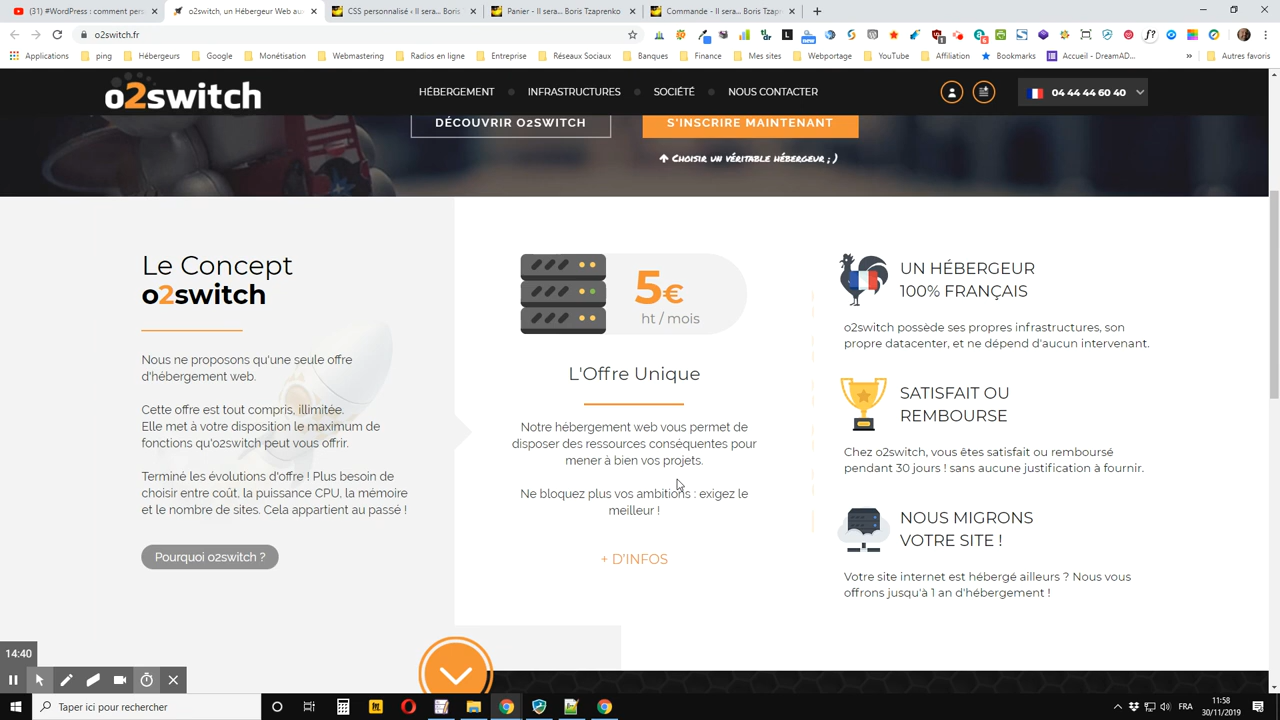 (31) #WordPress : comment pers
o2switch, un Hébergeur Web au
CSS personnalisé ‹ Il sera... Boris
Panier - Il sera... Boris Tzaprenko
Commande - Il sera... Boris Tzapre
o2switch.fr
Applications
ping
Hébergeurs
Google
Monétisation
Webmastering
Radios en ligne
Entreprise
Réseaux Sociaux
Banques
Finance
Mes sites
Webportage
YouTube
Affiliation
Bookmarks
Accueil - DreamAD...
»
Autres favoris
o2switch
HÉBERGEMENT
INFRASTRUCTURES
SOCIÉTÉ
NOUS CONTACTER
04 44 44 60 40
DÉCOUVRIR O2SWITCH
S'INSCRIRE MAINTENANT
Choisir un véritable hébergeur ; )
Le Concept
o2switch
Nous ne proposons qu'une seule offre
d'hébergement web.
Cette offre est tout compris, illimitée.
Elle met à votre disposition le maximum de
fonctions qu'o2switch peut vous offrir.
Terminé les évolutions d'offre ! Plus besoin de
choisir entre coût, la puissance CPU, la mémoire
et le nombre de sites. Cela appartient au passé !
Pourquoi o2switch ?
5€
ht / mois
L'Offre Unique
Notre hébergement web vous permet de
disposer des ressources conséquentes pour
mener à bien vos projets.
Ne bloquez plus vos ambitions : exigez le
meilleur !
+ D'INFOS
UN HÉBERGEUR
100% FRANÇAIS
o2switch possède ses propres infrastructures, son
propre datacenter, et ne dépend d'aucun intervenant.
SATISFAIT OU
REMBOURSE
Chez o2switch, vous êtes satisfait ou remboursé
pendant 30 jours ! sans aucune justification à fournir.
NOUS MIGRONS
VOTRE SITE !
Votre site internet est hébergé ailleurs ? Nous vous
offrons jusqu'à 1 an d'hébergement !
14:40
Taper ici pour rechercher
FRA
11:58
30/11/2019